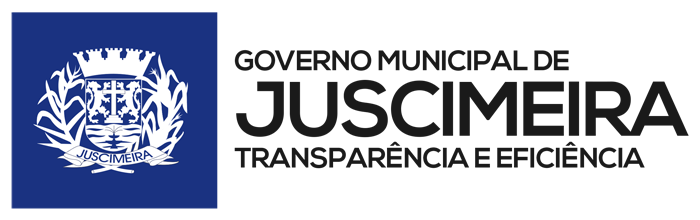 JUSCIMEIRA
GOVERNO MUNICIPAL DE
JUSCIMEIRA
TRANSPARÊNCIA E EFICIÊNCIA